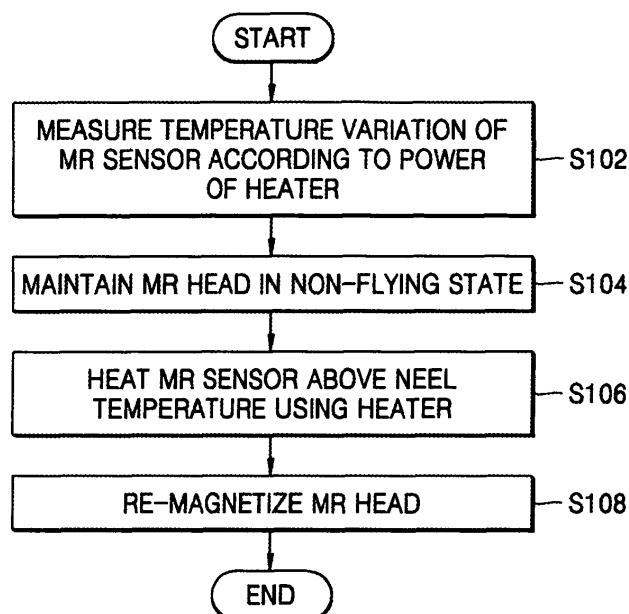 START
MEASURE TEMPERATURE VARIATION OF
MR SENSOR ACCORDING TO POWER
OF HEATER
S102
MAINTAIN MR HEAD IN NON-FLYING STATE
S104
HEAT MR SENSOR ABOVE NEEL
TEMPERATURE USING HEATER
S106
RE-MAGNETIZE MR HEAD
S108
END